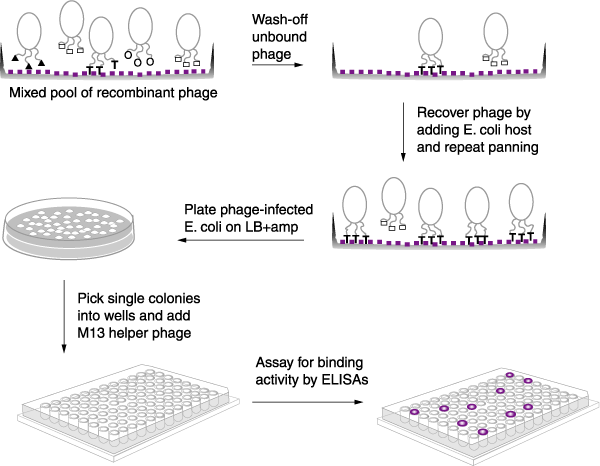 Wash-off
unbound
phage
Mixed pool of recombinant phage
Recover phage by
adding E. coli host
and repeat panning
Plate phage-infected
E. coli on LB+amp
Pick single colonies
into wells and add
M13 helper phage
Assay for binding
activity by ELISAs